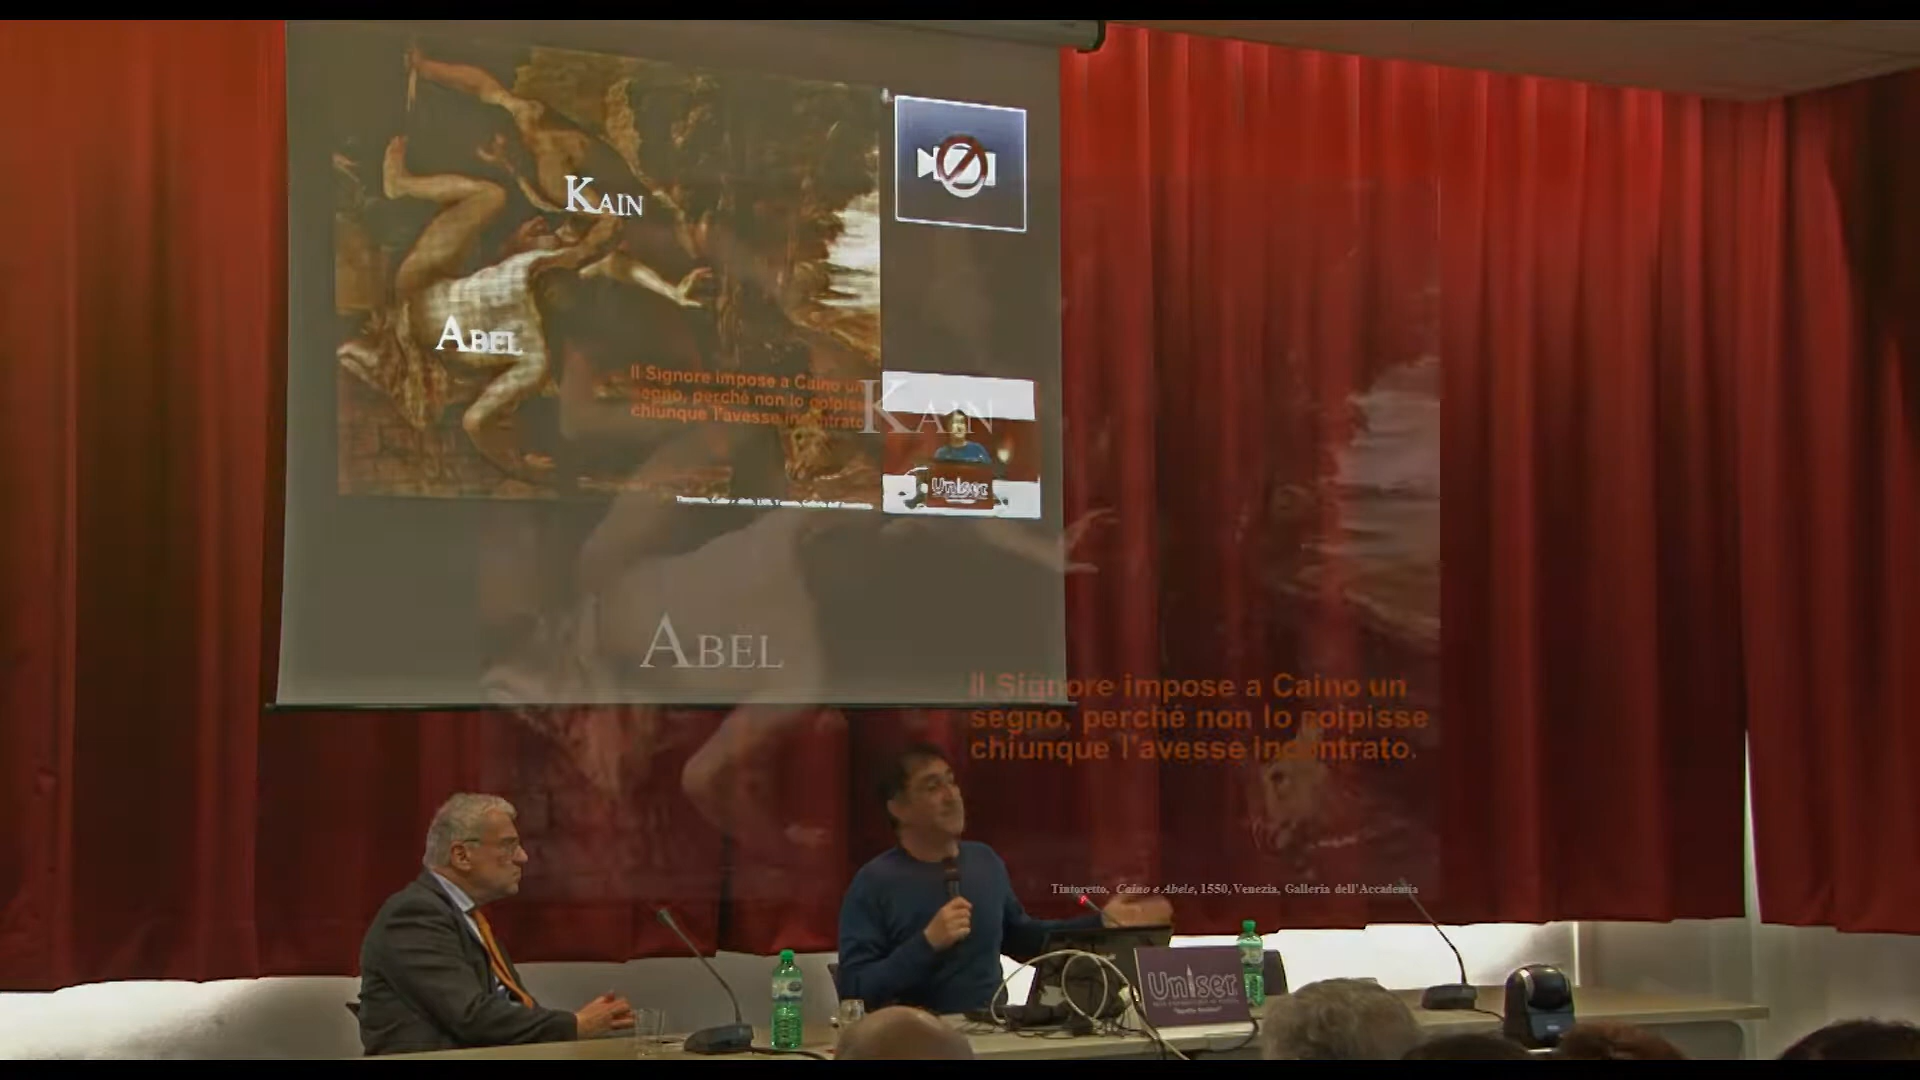 KAIN
ABEL
Il Signore impose a Caino un
segno, perché non lo colpisse
chiunque l'avesse incontrato
Uniser
KAIN
ABEL
Il Signore impose a Caino un
segno, perché non lo colpisse
chiunque l'avesse incontrato.
Tintoretto, Caino e Abele, 1550, Venezia, Galleria dell'Accademia
Uniser